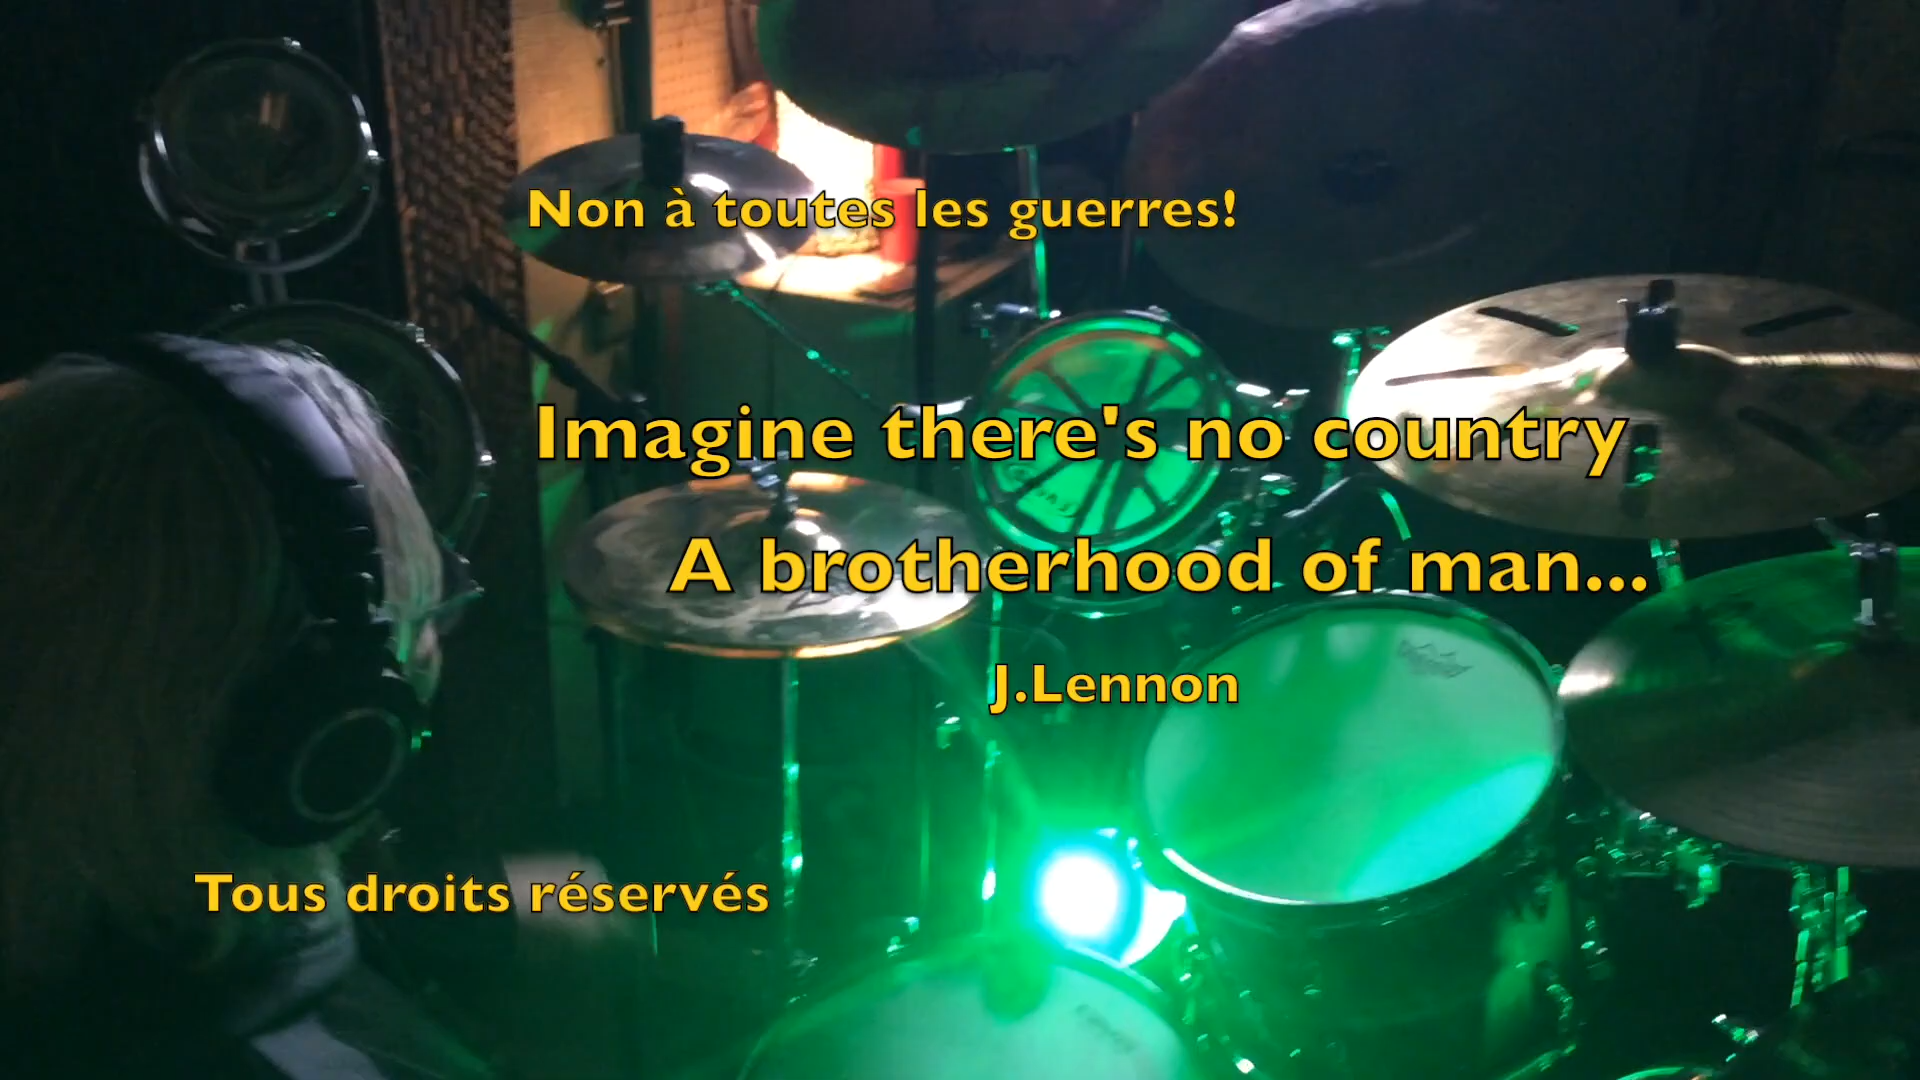 Non à toutes les guerres!
Imagine there's no country
A brotherhood of man...
J.Lennon
Tous droits réservés